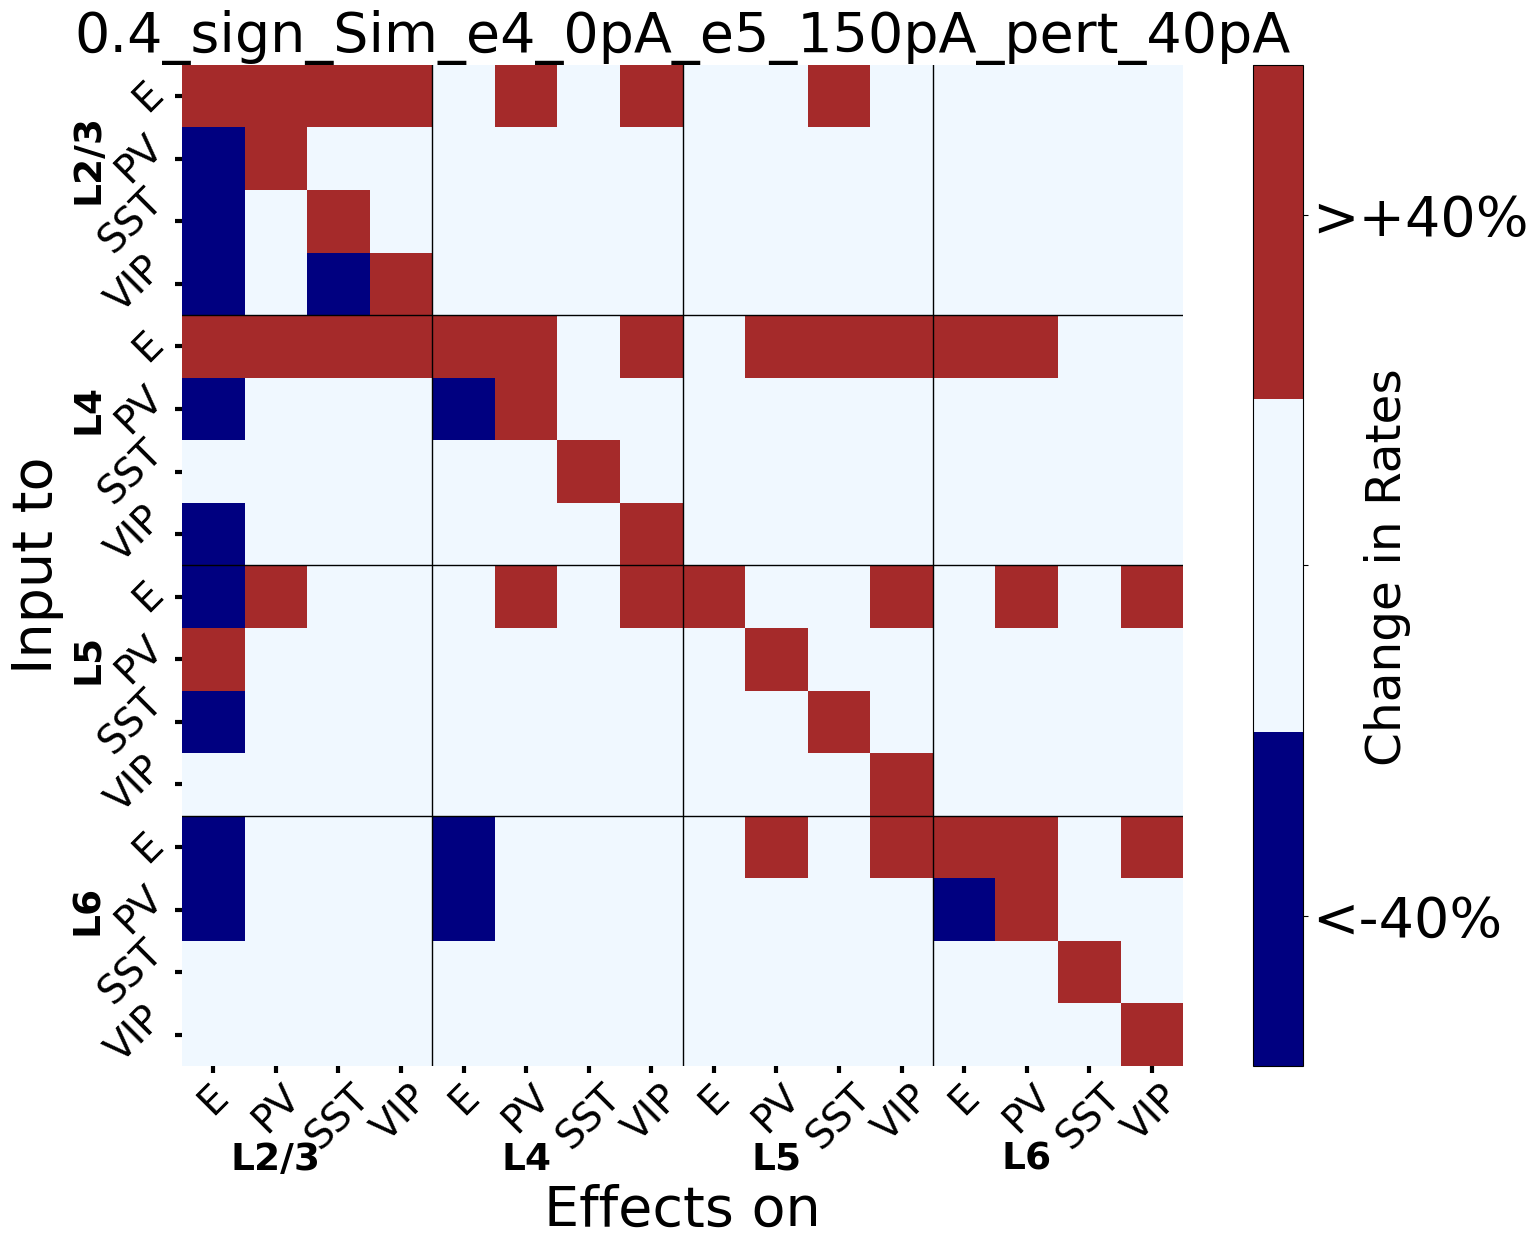 0.4_sign_Sim_e4_0pA_e5_150pA_pert_40pA
Input to
L2/3
E
PV
SST
VIP
L4
E
PV
SST
VIP
L5
E
PV
SST
VIP
L6
E
PV
SST
VIP
E PV SST VIP E PV SST VIP E PV SST VIP E PV SST VIP
L2/3 L4 L5 L6
Effects on
>+40%
<-40%
Change in Rates